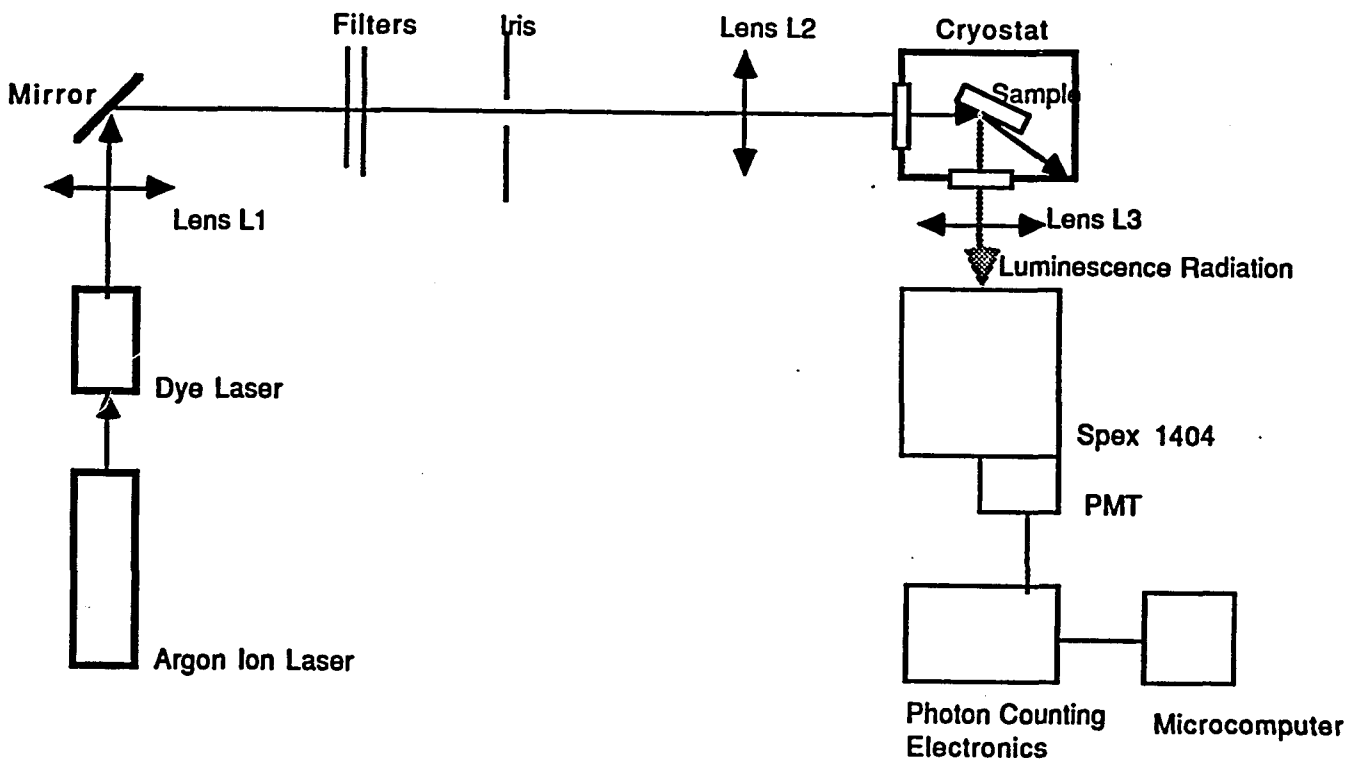 Filters
Iris
Lens L2
Cryostat
Mirror
Sample
Lens L1
Lens L3
Luminescence Radiation
Dye Laser
Spex 1404
PMT
Argon Ion Laser
Photon Counting
Electronics
Microcomputer